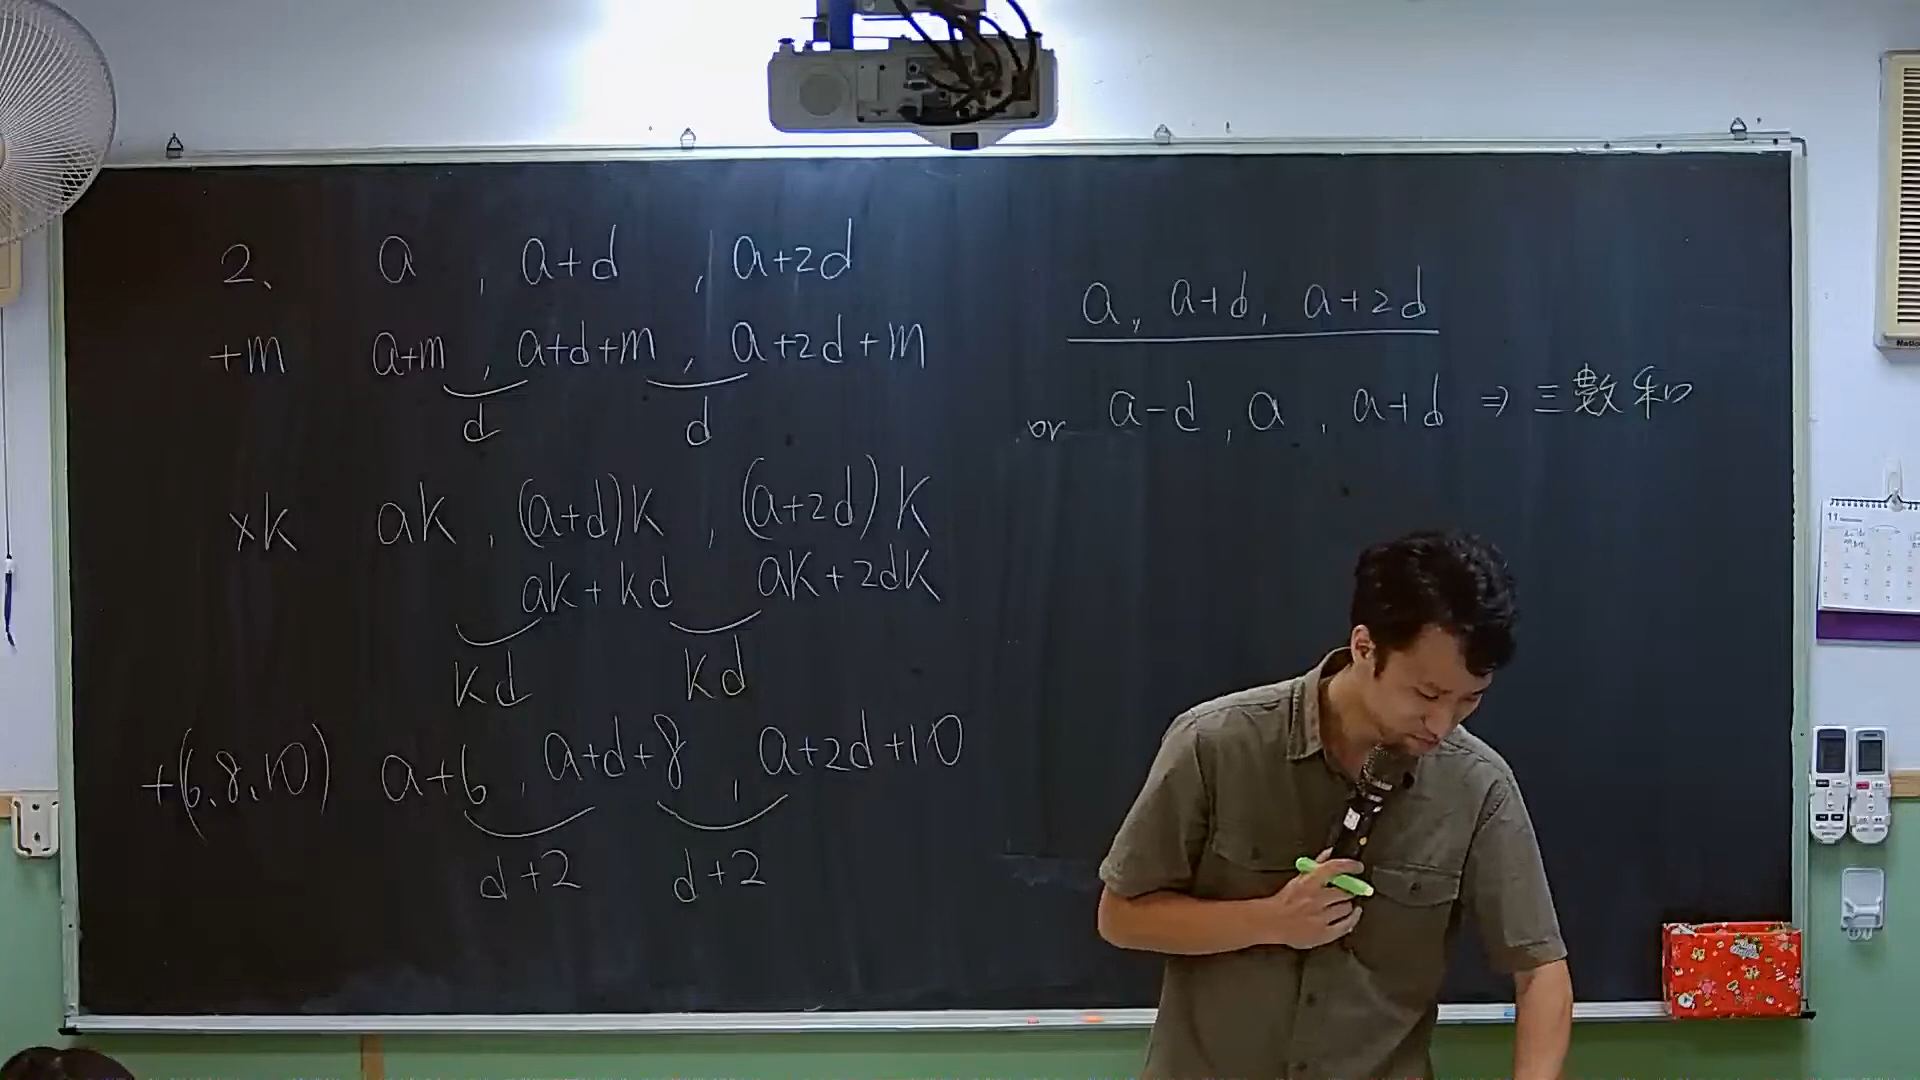 2、 a , a+d , a+2d
+m a+m , a+d+m , a+2d+m
d d
xk ak , (a+d)k , (a+2d)k
ak+kd ak+2dk
kd kd
+(6,8,10) a+6 , a+d+8 , a+2d+10
d+2 d+2
a, a+d, a+2d
or a-d, a, a+d ⇒ 三數和
11